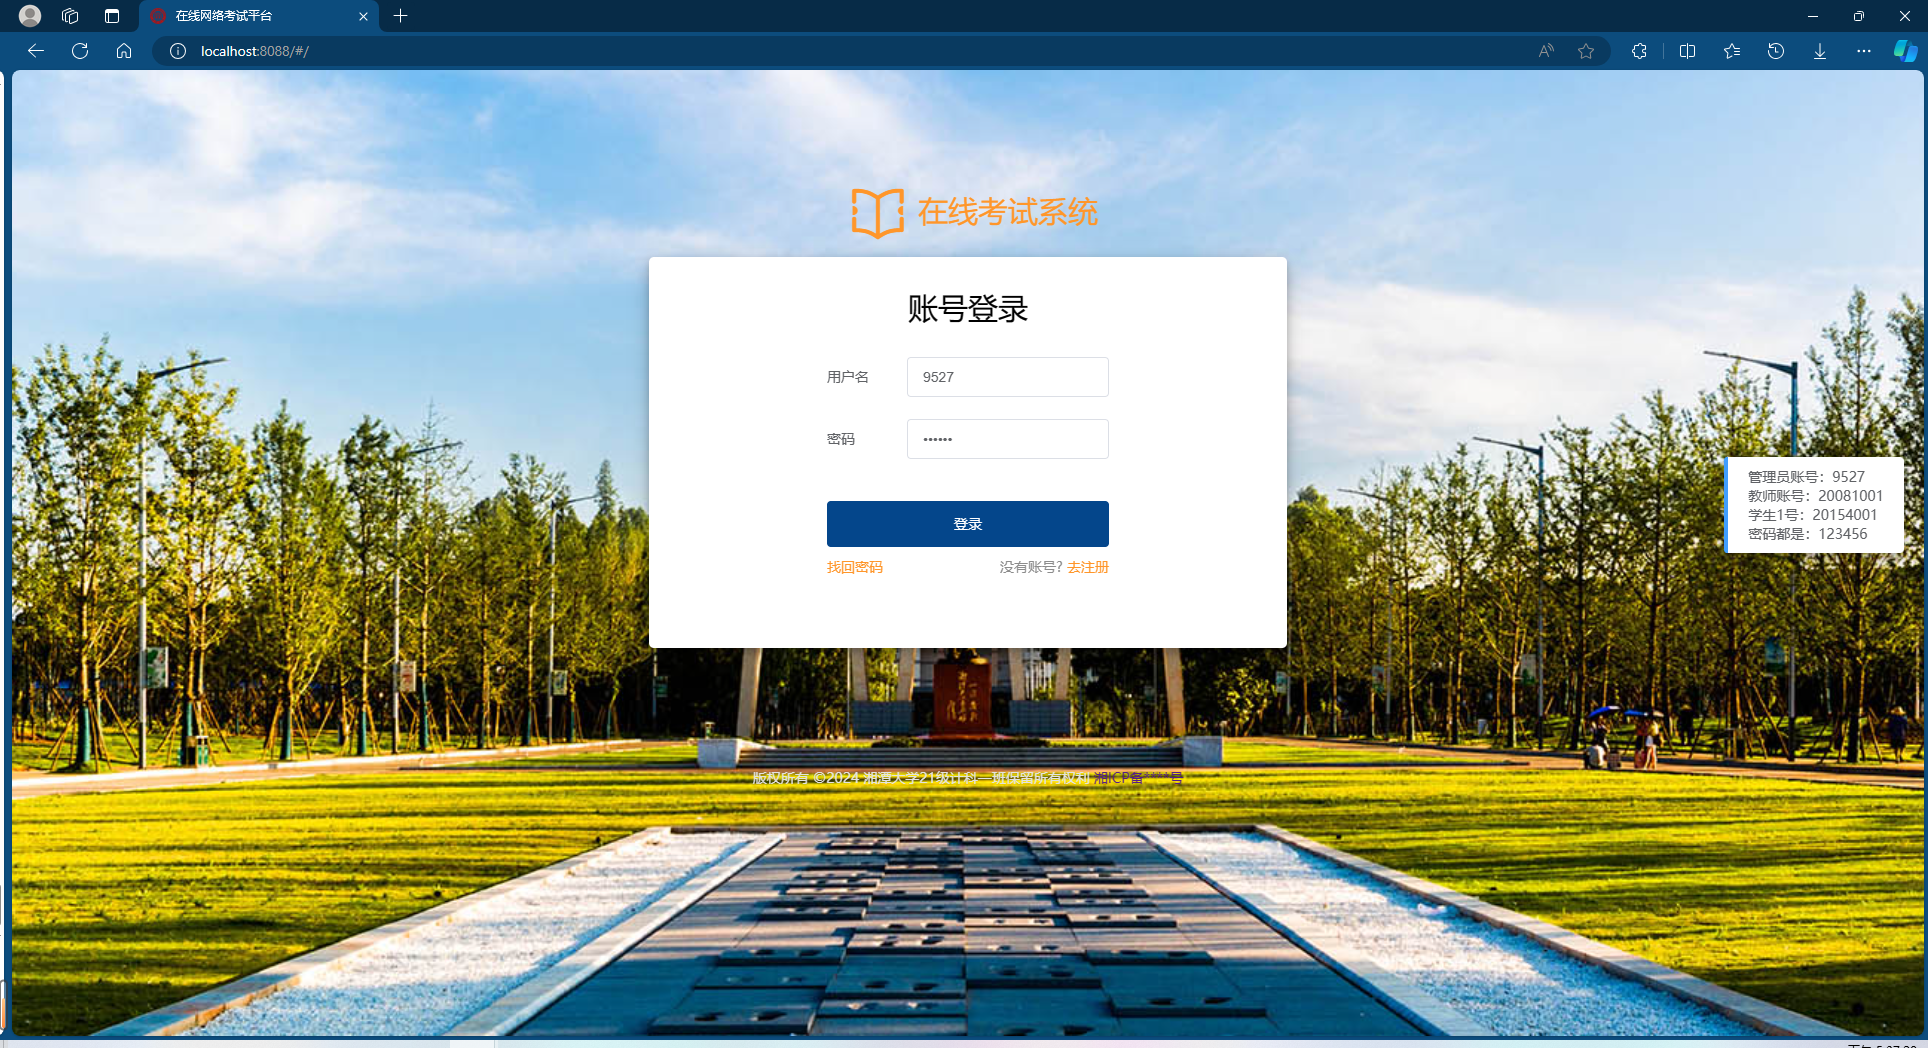 在线网络考试平台
localhost:8088/#/
在线考试系统
账号登录
用户名 9527
密码 ••••••
登录
找回密码 没有账号? 去注册
管理员账号：9527
教师账号：20081001
学生1号：20154001
密码都是：123456
版权所有 ©2024 湘潭大学21级计科一班保留所有权利 湘ICP备****号